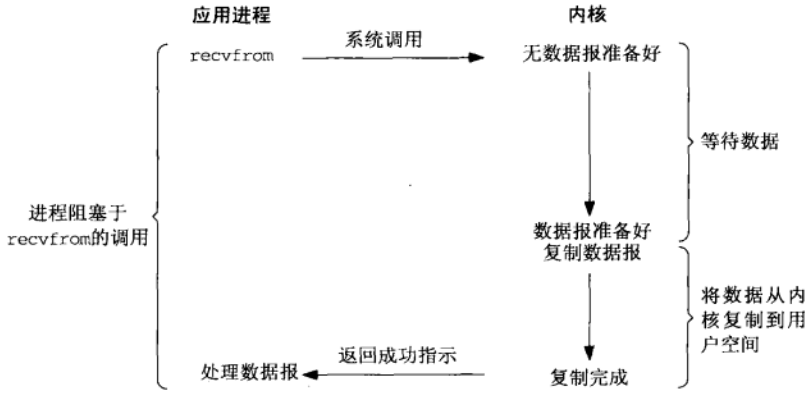 应用进程
内核
recvfrom
系统调用
无数据报准备好
等待数据
进程阻塞于
recvfrom的调用
数据报准备好
复制数据报
将数据从内
核复制到用
户空间
处理数据报
返回成功指示
复制完成